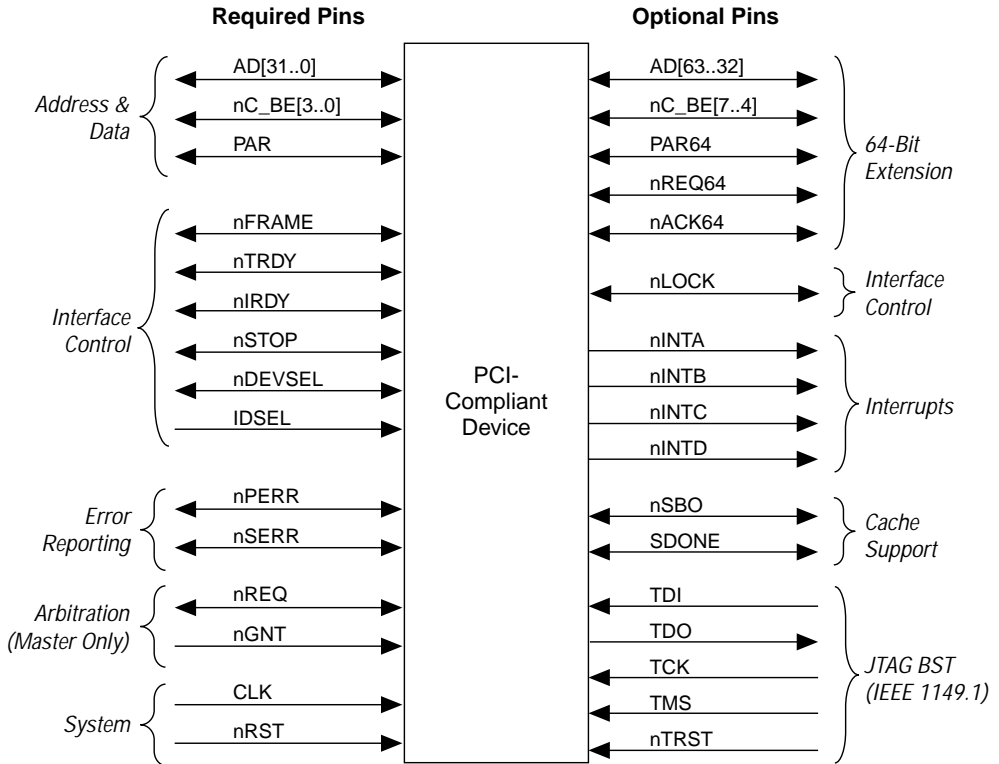 Required Pins
Optional Pins
Address &
Data
AD[31..0]
nC_BE[3..0]
PAR
Interface
Control
nFRAME
nTRDY
nIRDY
nSTOP
nDEVSEL
IDSEL
Error
Reporting
nPERR
nSERR
Arbitration
(Master Only)
nREQ
nGNT
System
CLK
nRST
PCI-
Compliant
Device
AD[63..32]
nC_BE[7..4]
PAR64
nREQ64
nACK64
64-Bit
Extension
nLOCK
Interface
Control
nINTA
nINTB
nINTC
nINTD
Interrupts
nSBO
SDONE
Cache
Support
TDI
TDO
TCK
TMS
nTRST
JTAG BST
(IEEE 1149.1)